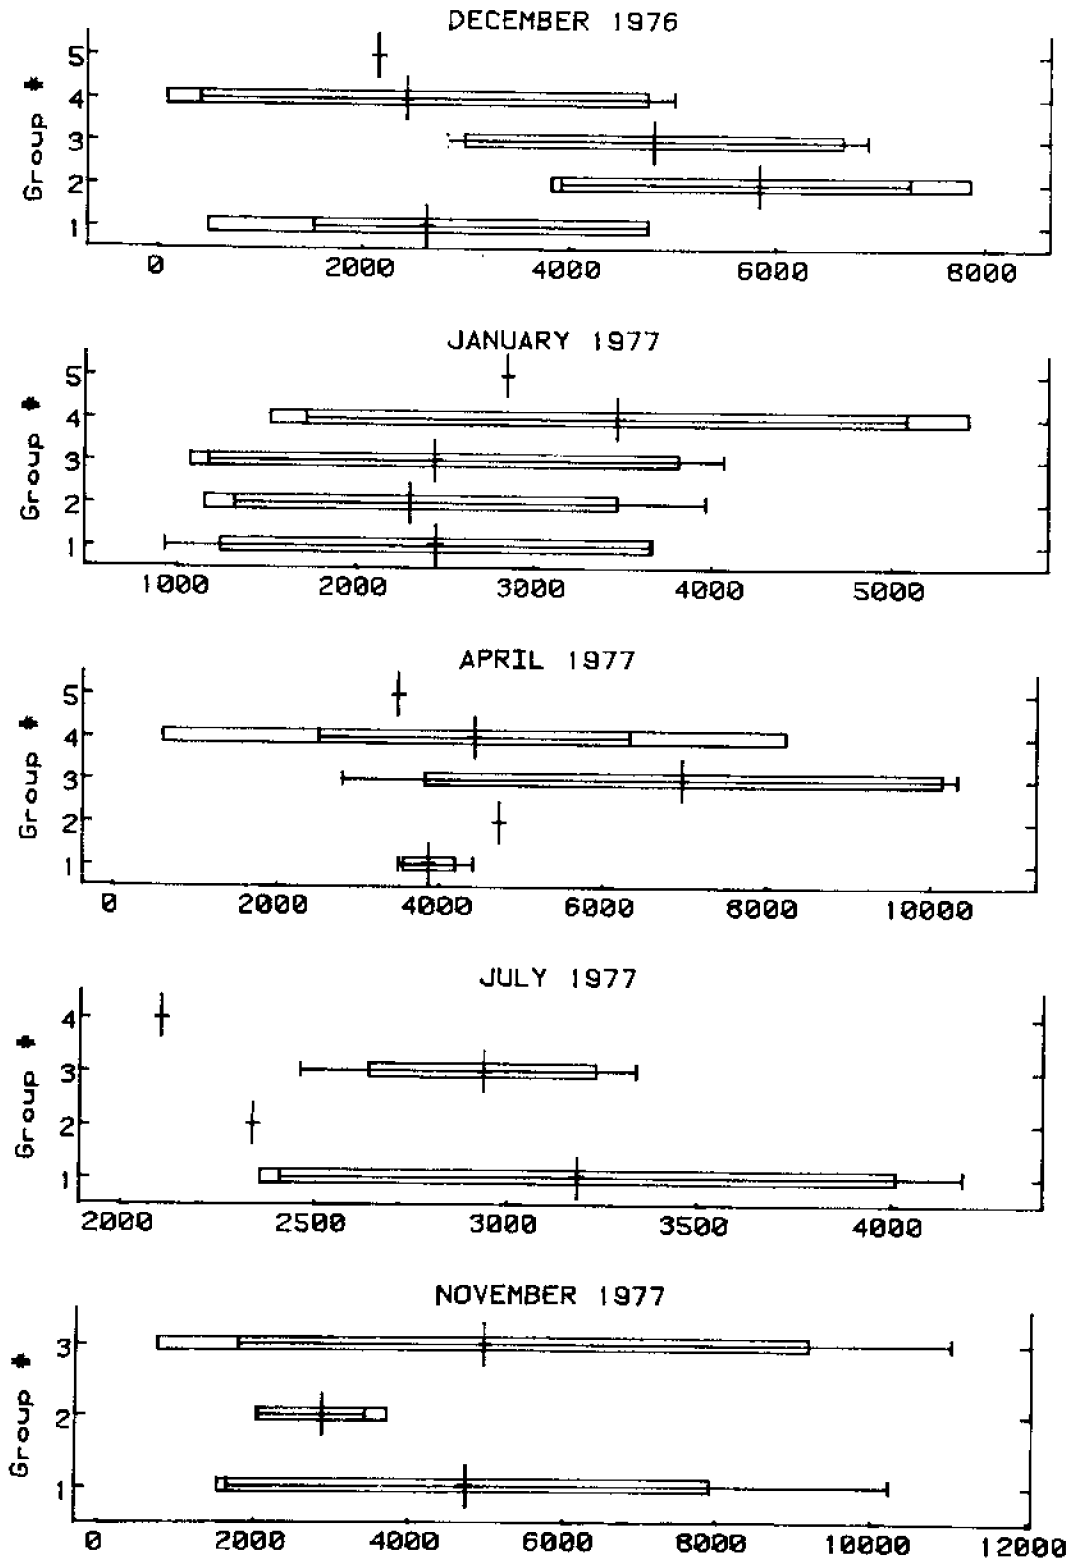 DECEMBER 1976
Group #
5
4
3
2
1
0 2000 4000 6000 8000
JANUARY 1977
Group #
5
4
3
2
1
1000 2000 3000 4000 5000
APRIL 1977
Group #
5
4
3
2
1
0 2000 4000 6000 8000 10000
JULY 1977
Group #
4
3
2
1
2000 2500 3000 3500 4000
NOVEMBER 1977
Group #
3
2
1
0 2000 4000 6000 8000 10000 12000